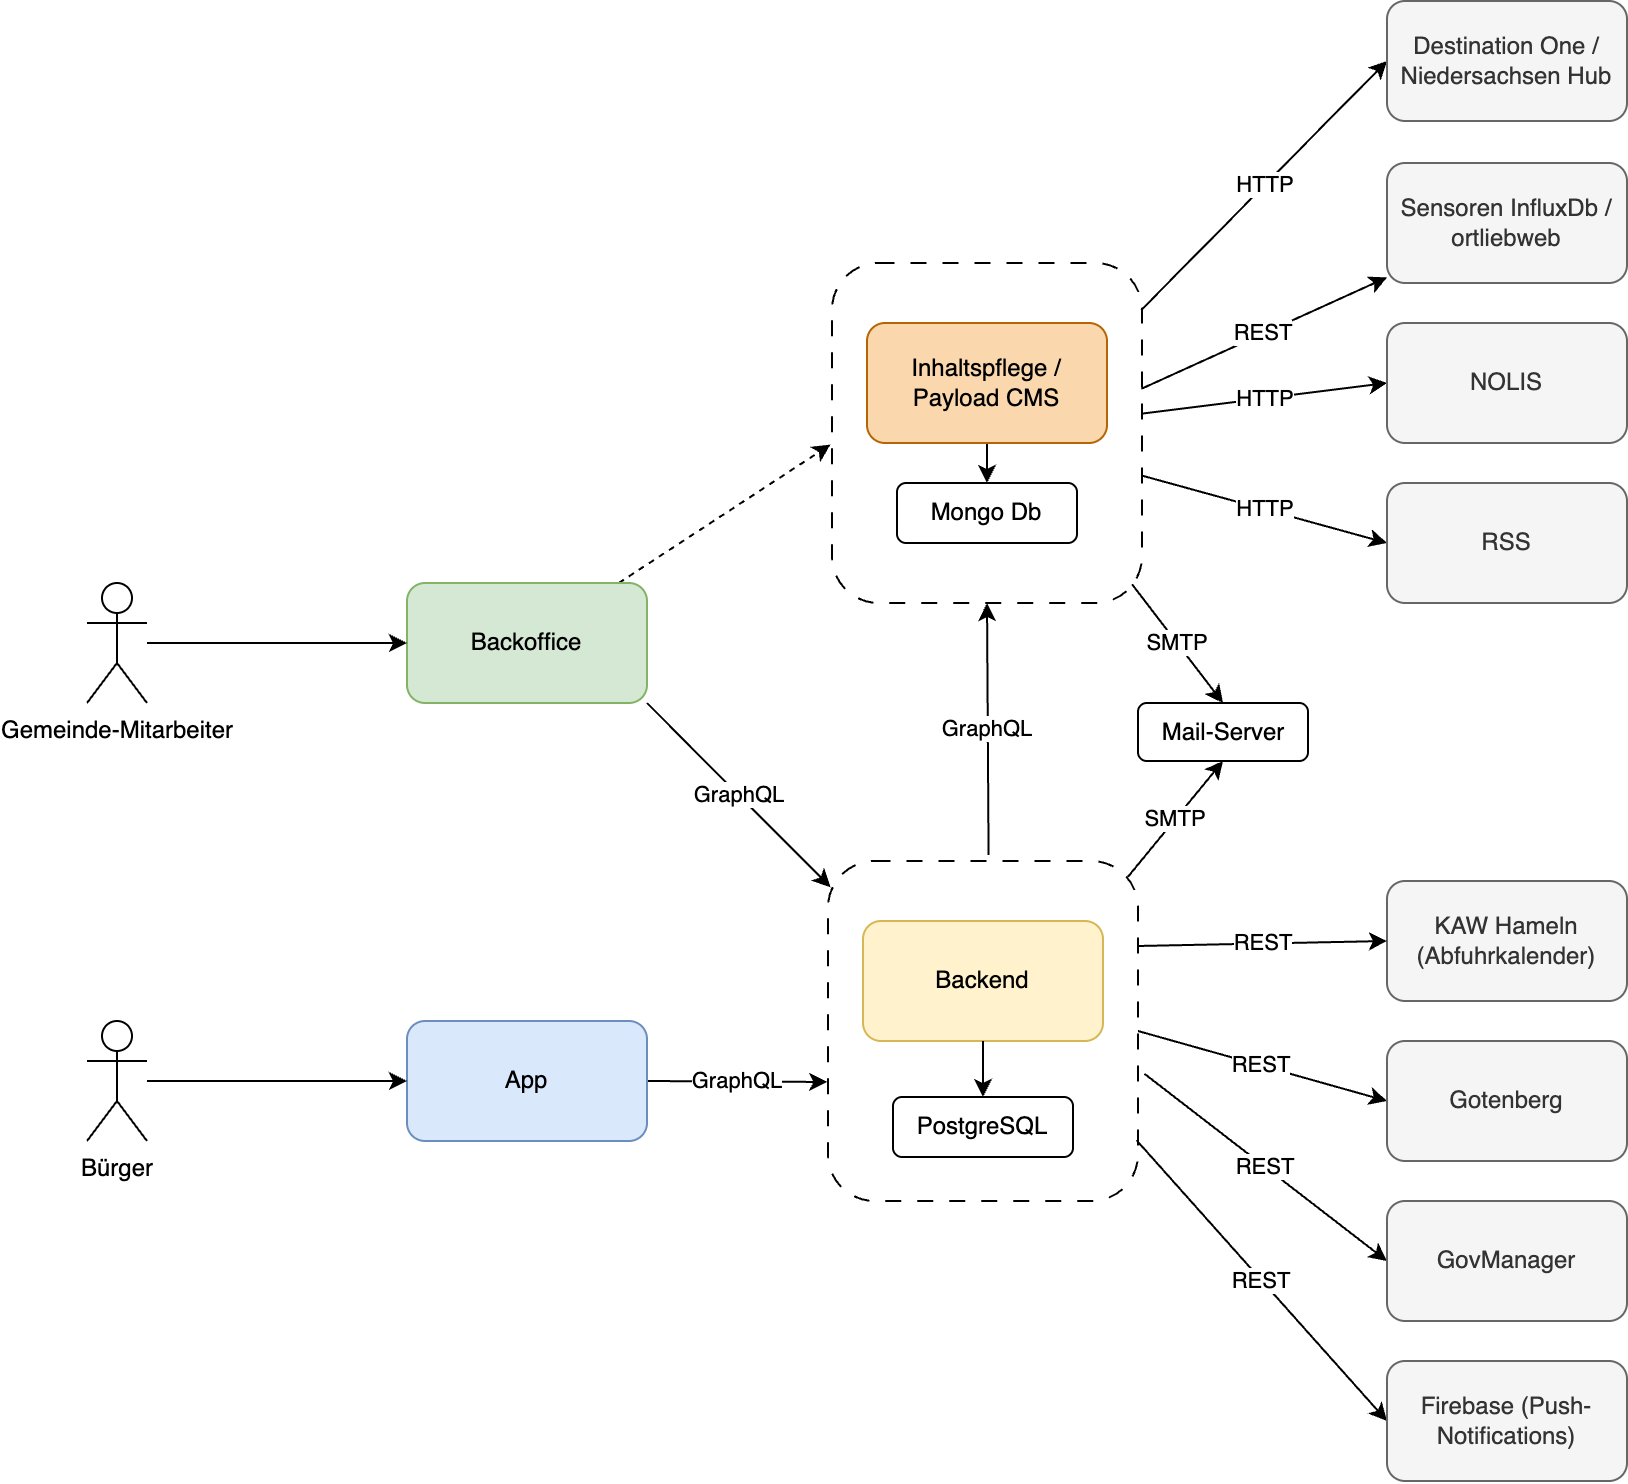 Destination One /
Niedersachsen Hub
HTTP
Sensoren InfluxDb /
ortliebweb
REST
Inhaltspflege /
Payload CMS
NOLIS
HTTP
Mongo Db
HTTP
RSS
Backoffice
SMTP
Gemeinde-Mitarbeiter
GraphQL
Mail-Server
GraphQL
SMTP
KAW Hameln
(Abfuhrkalender)
REST
Backend
REST
App
GraphQL
Gotenberg
PostgreSQL
Bürger
REST
GovManager
REST
Firebase (Push-
Notifications)